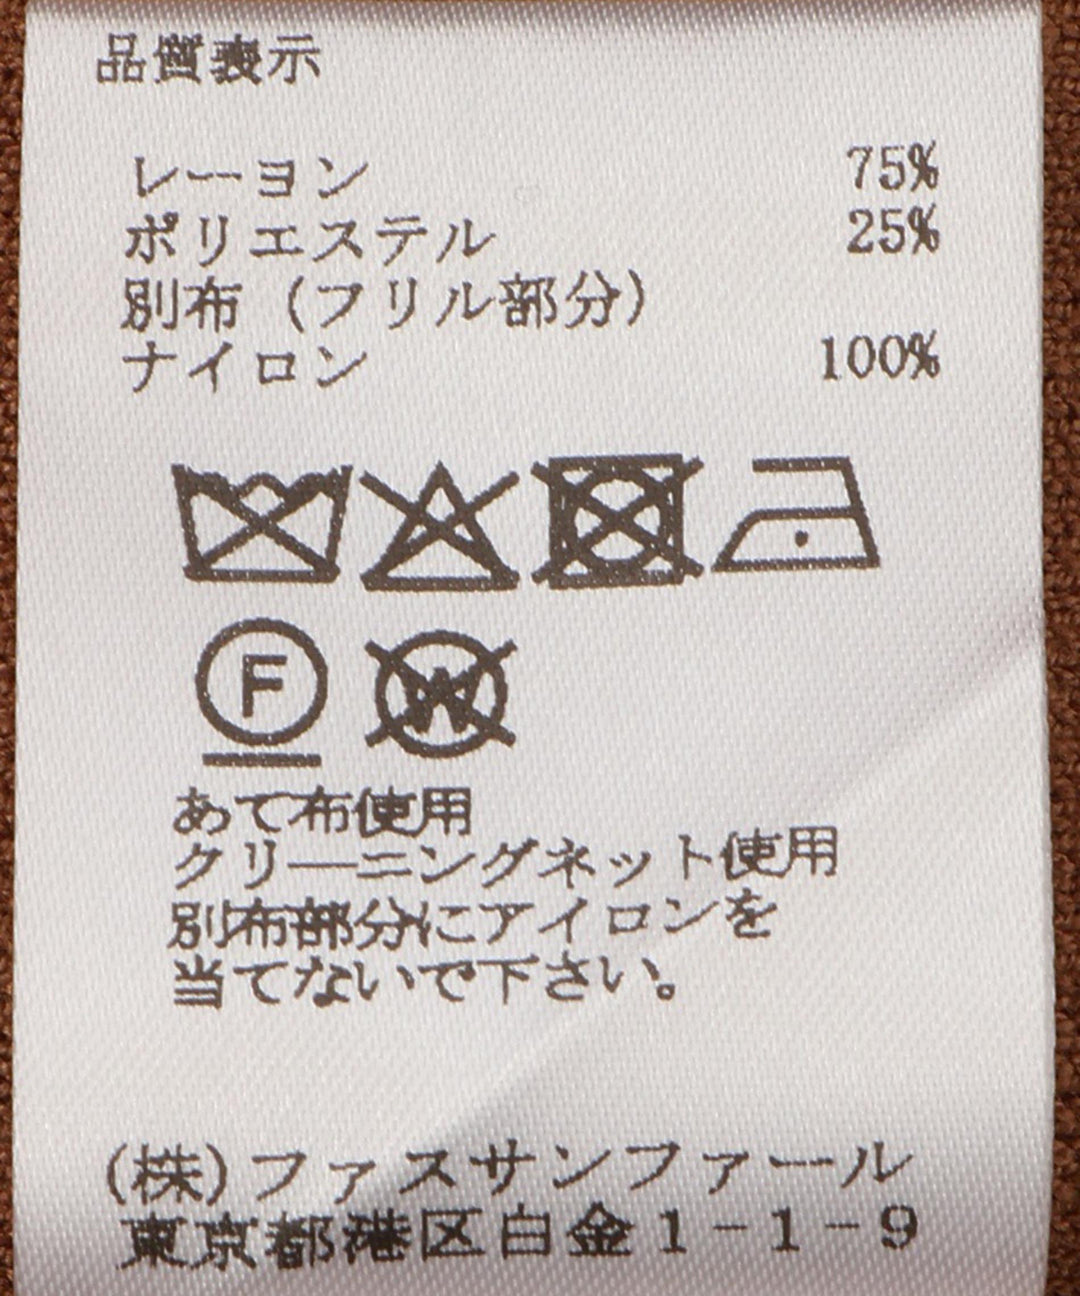 品質表示
レーヨン 75%
ポリエステル 25%
別布（フリル部分）
ナイロン 100%
F W
あて布使用
クリーニングネット使用
別布部分にアイロンを
当てないで下さい。
(株)ファスサンファール
東京都港区白金1-1-9